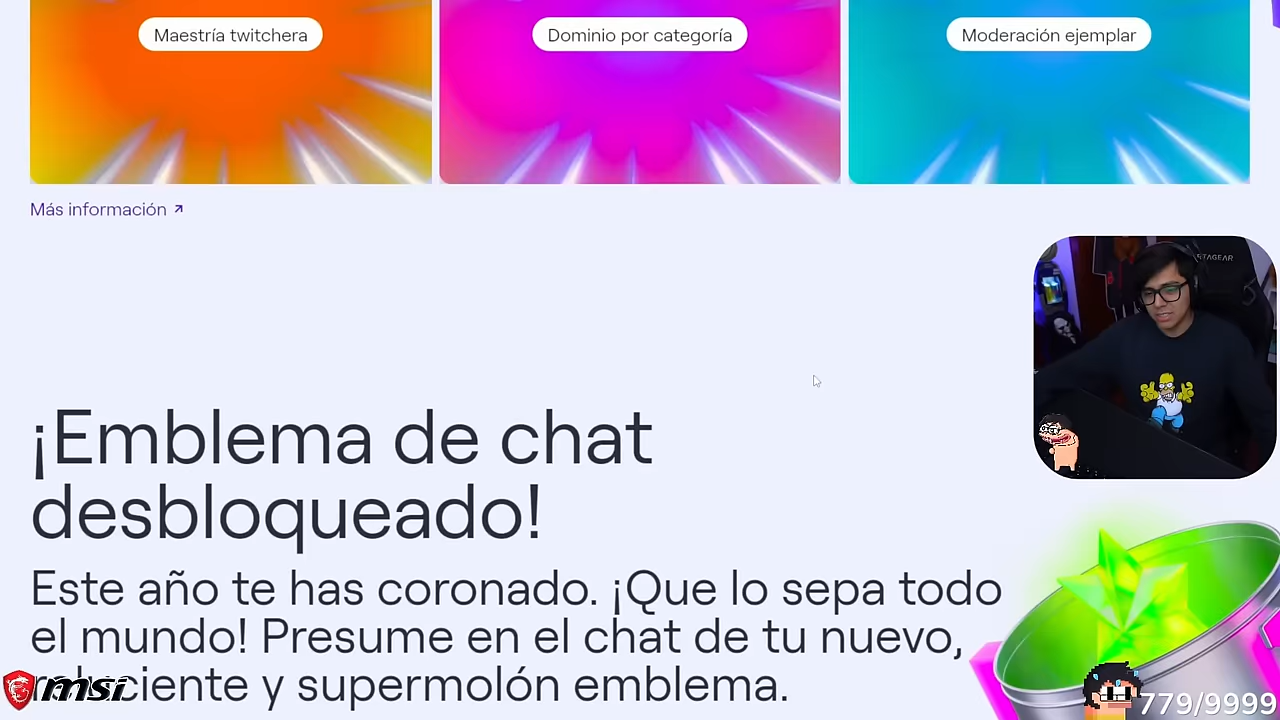 Maestría twitchera
Dominio por categoría
Moderación ejemplar
Más información
¡Emblema de chat
desbloqueado!
Este año te has coronado. ¡Que lo sepa todo
el mundo! Presume en el chat de tu nuevo,
y supermolón emblema.
msi
779/9999